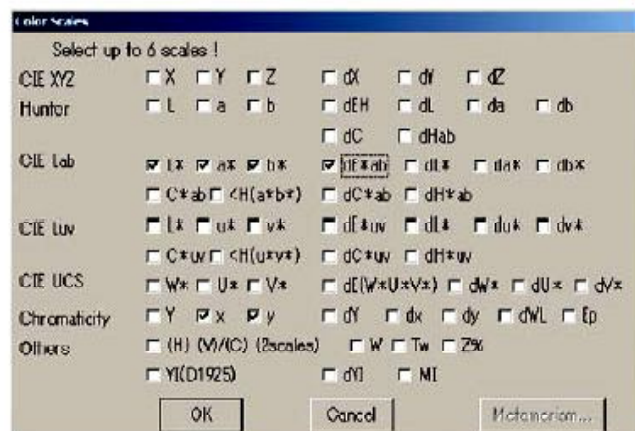 Color Scales
Select up to 6 scales !
CIE XYZ X Y Z dX dY dZ
Hunter L a b dEH dL da db
dC dHab
CIE Lab L* a* b* dE*ab dL* da* db*
C*ab <H(a*b*) dC*ab dH*ab
CIE Luv L* u* v* dE*uv dL* du* dv*
C*uv <H(u*v*) dC*uv dH*uv
CIE UCS W* U* V* dE(W*U*V*) dW* dU* dV*
Chromaticity Y x y dY dx dy dWL Ep
Others (H) (V)/(C) (2scales) W Tw Z%
YI(D1925) dYI MI
OK Cancel Metamerism...